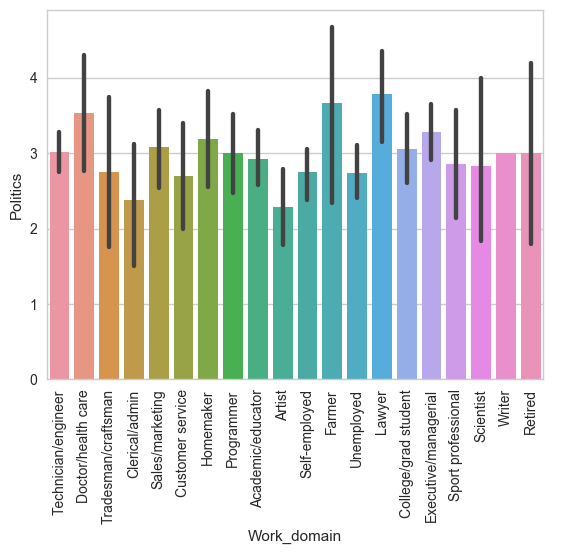 4
3
2
1
0
Politics
Technician/engineer
Doctor/health care
Tradesman/craftsman
Clerical/admin
Sales/marketing
Customer service
Homemaker
Programmer
Academic/educator
Artist
Self-employed
Farmer
Unemployed
Lawyer
College/grad student
Executive/managerial
Sport professional
Scientist
Writer
Retired
Work_domain